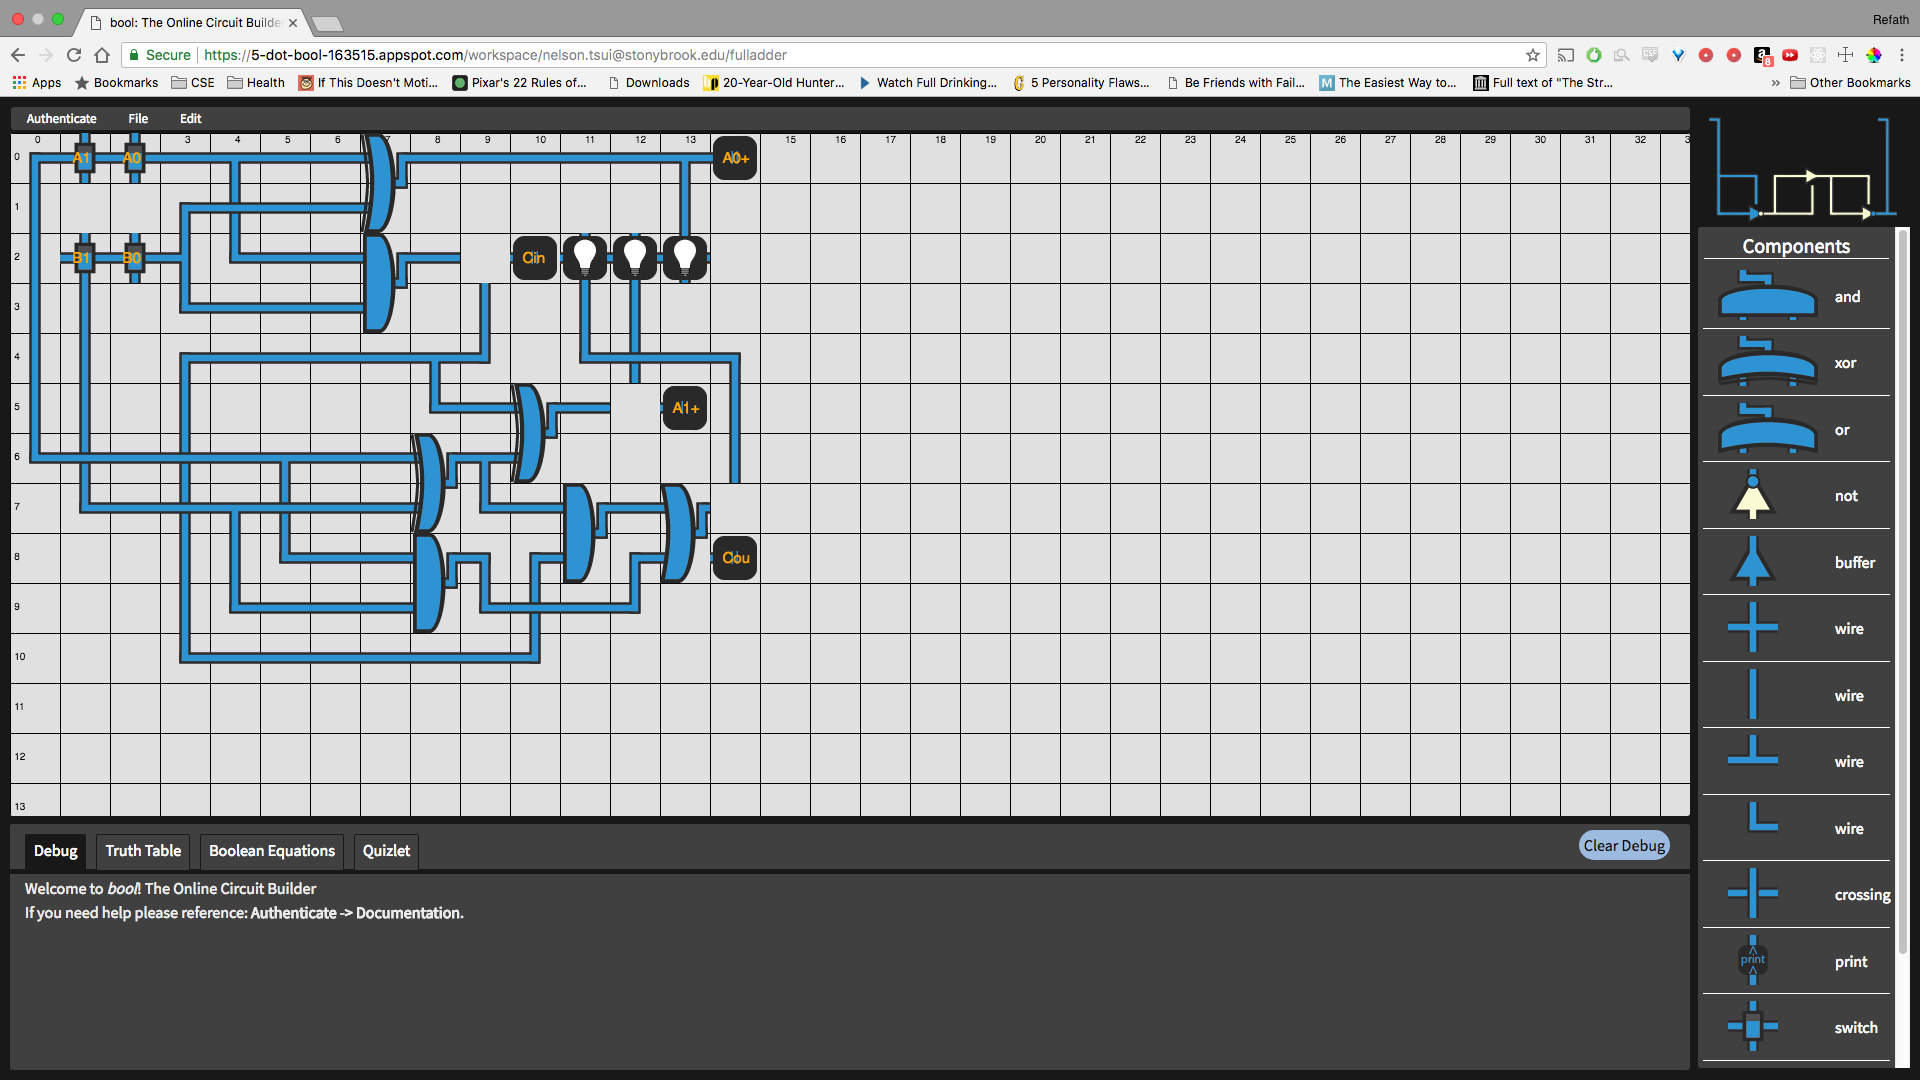 bool: The Online Circuit Builde
Refath
Secure https://5-dot-bool-163515.appspot.com/workspace/nelson.tsui@stonybrook.edu/fulladder
8
Apps Bookmarks CSE Health If This Doesn't Moti... Pixar's 22 Rules of... Downloads 20-Year-Old Hunter... Watch Full Drinking... 5 Personality Flaws... Be Friends with Fail... M The Easiest Way to... Full text of "The Str... » Other Bookmarks
Authenticate File Edit
0 3 4 5 6 7 8 9 10 11 12 13 15 16 17 18 19 20 21 22 23 24 25 26 27 28 29 30 31 32 3
0 A1 A0 A0+
1
2 B1 B0 Cin
3
4
5 A1+
6
7
8 Cou
9
10
11
12
13
Components
and
xor
or
not
buffer
wire
wire
wire
wire
crossing
print print
switch
Debug Truth Table Boolean Equations Quizlet Clear Debug
Welcome to bool! The Online Circuit Builder
If you need help please reference: Authenticate -> Documentation.